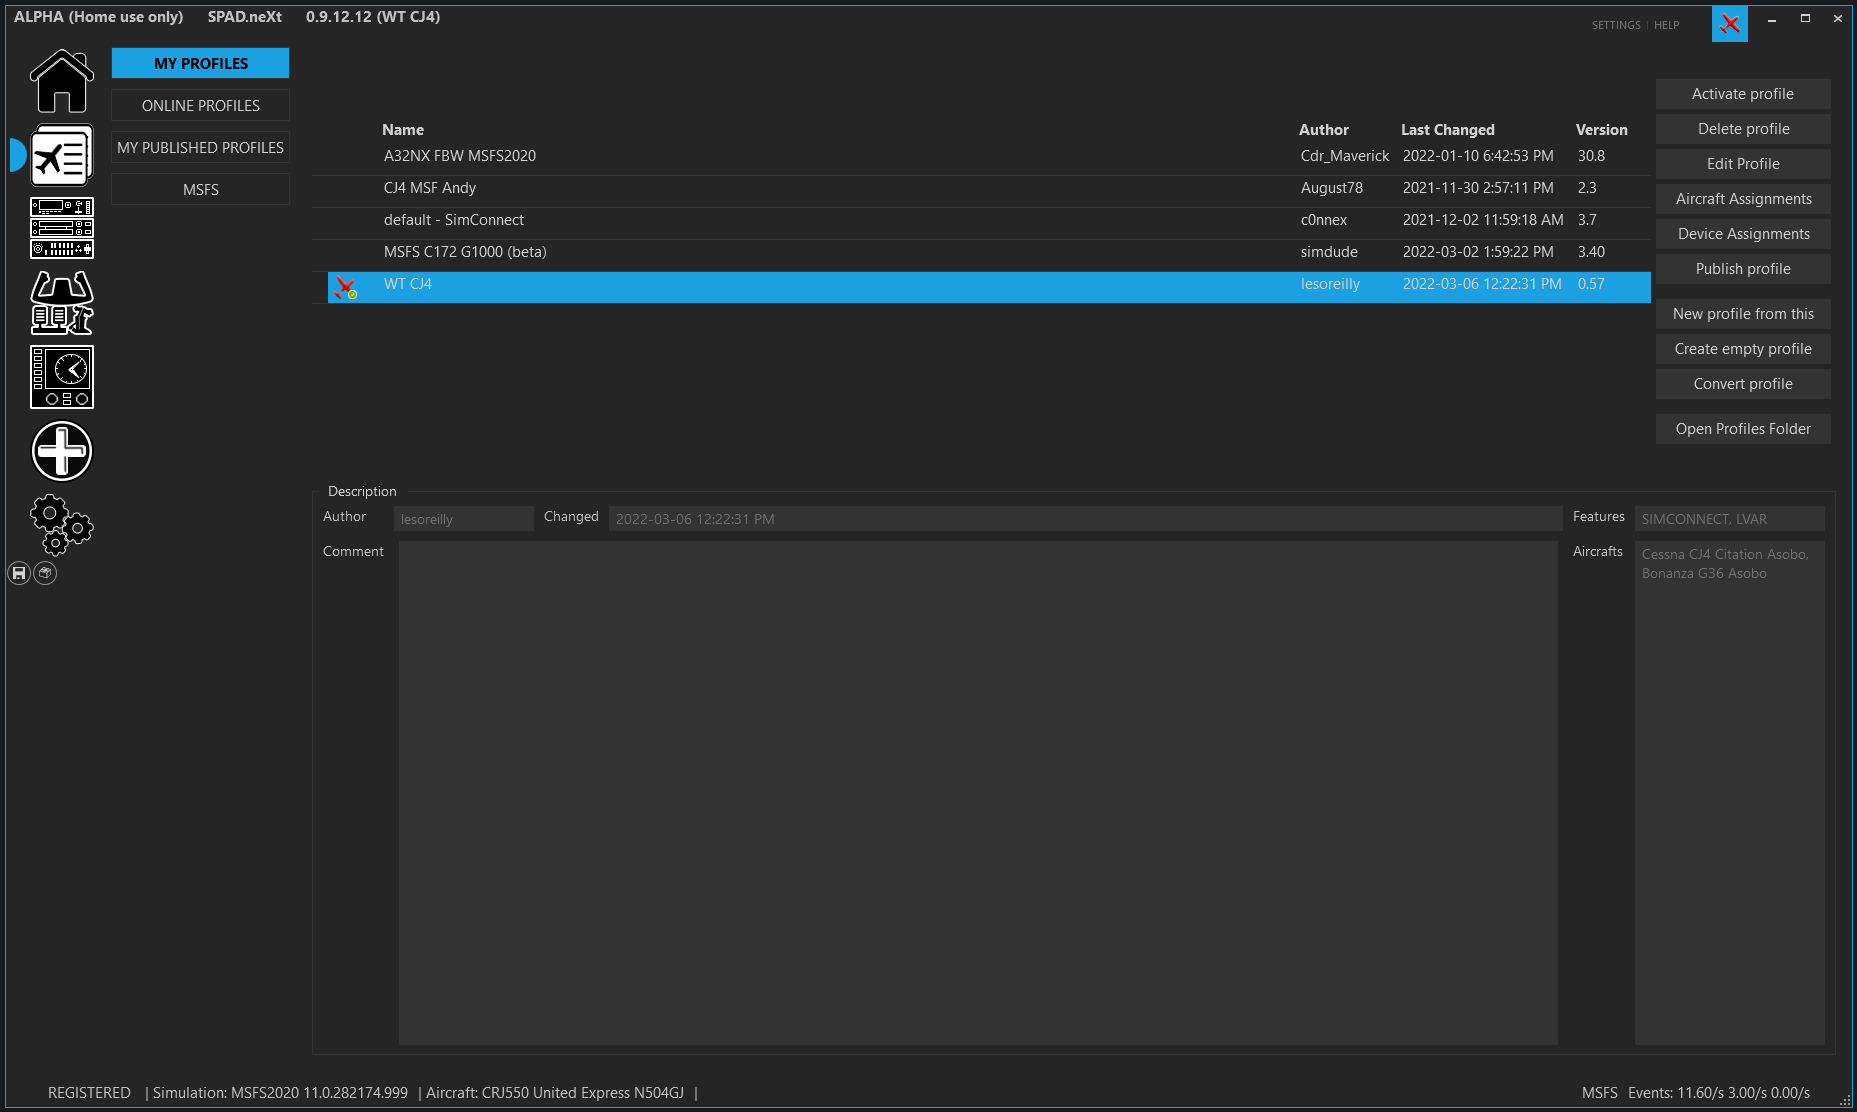 ALPHA (Home use only) SPAD.neXt 0.9.12.12 (WT CJ4)
SETTINGS | HELP
MY PROFILES
ONLINE PROFILES
MY PUBLISHED PROFILES
MSFS
Name Author Last Changed Version
A32NX FBW MSFS2020 Cdr_Maverick 2022-01-10 6:42:53 PM 30.8
CJ4 MSF Andy August78 2021-11-30 2:57:11 PM 2.3
default - SimConnect c0nnex 2021-12-02 11:59:18 AM 3.7
MSFS C172 G1000 (beta) simdude 2022-03-02 1:59:22 PM 3.40
WT CJ4 lesoreilly 2022-03-06 12:22:31 PM 0.57
Activate profile
Delete profile
Edit Profile
Aircraft Assignments
Device Assignments
Publish profile
New profile from this
Create empty profile
Convert profile
Open Profiles Folder
Description
Author lesoreilly Changed 2022-03-06 12:22:31 PM Features SIMCONNECT, LVAR
Comment Aircrafts Cessna CJ4 Citation Asobo,
Bonanza G36 Asobo
REGISTERED | Simulation: MSFS2020 11.0.282174.999 | Aircraft: CRJ550 United Express N504GJ | MSFS Events: 11.60/s 3.00/s 0.00/s